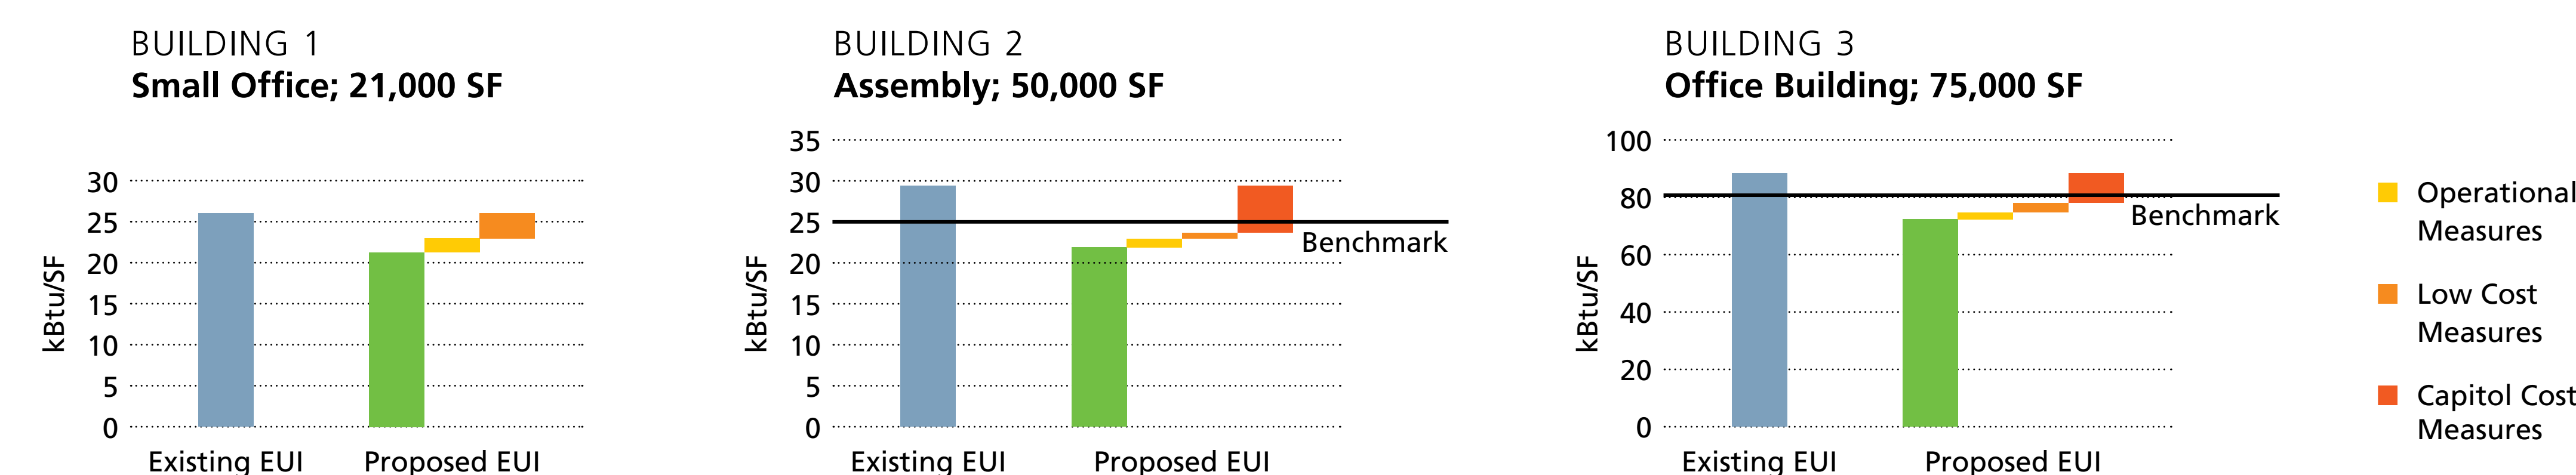 BUILDING 1
Small Office; 21,000 SF
30
25
20
15
10
5
0
kBtu/SF
Existing EUI
Proposed EUI
BUILDING 2
Assembly; 50,000 SF
35
30
25
20
15
10
5
0
kBtu/SF
Benchmark
Existing EUI
Proposed EUI
BUILDING 3
Office Building; 75,000 SF
100
80
60
40
20
0
kBtu/SF
Benchmark
Existing EUI
Proposed EUI
Operational
Measures
Low Cost
Measures
Capitol Cost
Measures